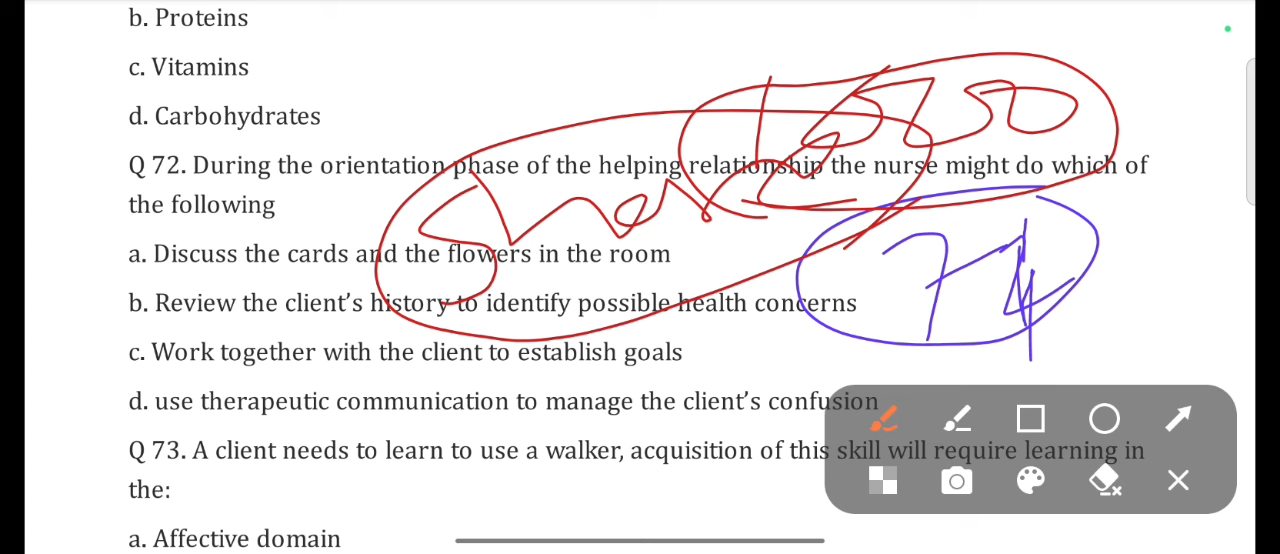 b. Proteins
c. Vitamins
d. Carbohydrates
Q 72. During the orientation phase of the helping relationship the nurse might do which of
the following
a. Discuss the cards and the flowers in the room
b. Review the client's history to identify possible health concerns
c. Work together with the client to establish goals
d. use therapeutic communication to manage the client's confusion
Q 73. A client needs to learn to use a walker, acquisition of this skill will require learning in
the:
a. Affective domain